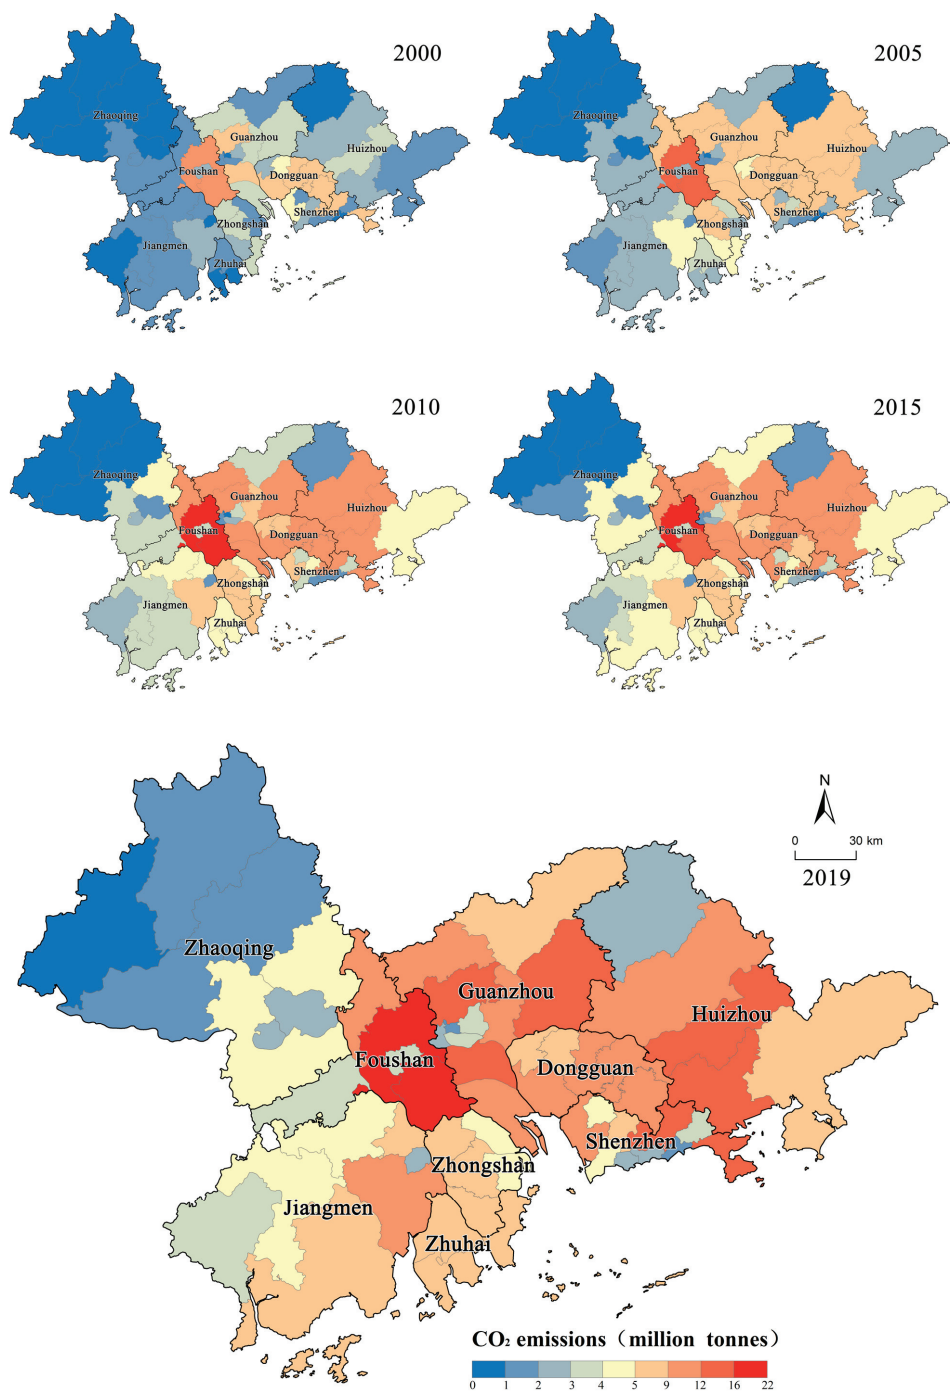 2000
Zhaoqing
Guanzhou
Huizhou
Foushan
Dongguan
Shenzhen
Zhongshan
Jiangmen
Zhuhai
2005
Zhaoqing
Guanzhou
Huizhou
Foushan
Dongguan
Shenzhen
Zhongshan
Jiangmen
Zhuhai
2010
Zhaoqing
Guanzhou
Huizhou
Foushan
Dongguan
Shenzhen
Zhongshan
Jiangmen
Zhuhai
2015
Zhaoqing
Guanzhou
Huizhou
Foushan
Dongguan
Shenzhen
Zhongshan
Jiangmen
Zhuhai
N
0 30 km
2019
Zhaoqing
Guanzhou
Huizhou
Foushan
Dongguan
Shenzhen
Zhongshan
Jiangmen
Zhuhai
CO₂ emissions（million tonnes）
0 1 2 3 4 5 9 12 16 22